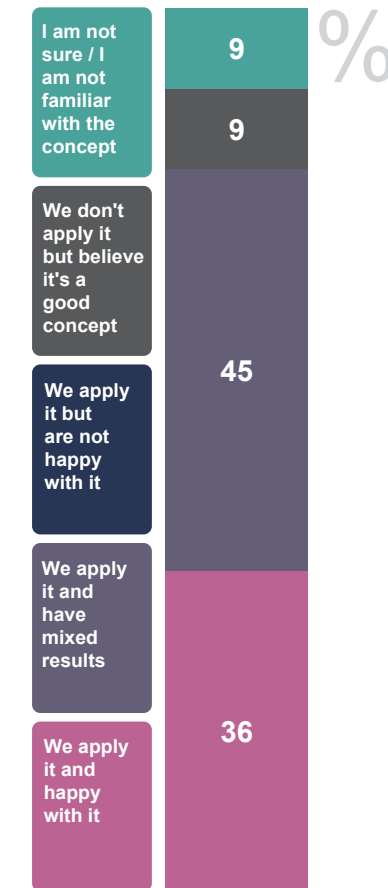 I am not
sure / I
am not
familiar
with the
concept
We don't
apply it
but believe
it's a
good
concept
We apply
it but
are not
happy
with it
We apply
it and
have
mixed
results
We apply
it and
happy
with it
9
9
45
36
%